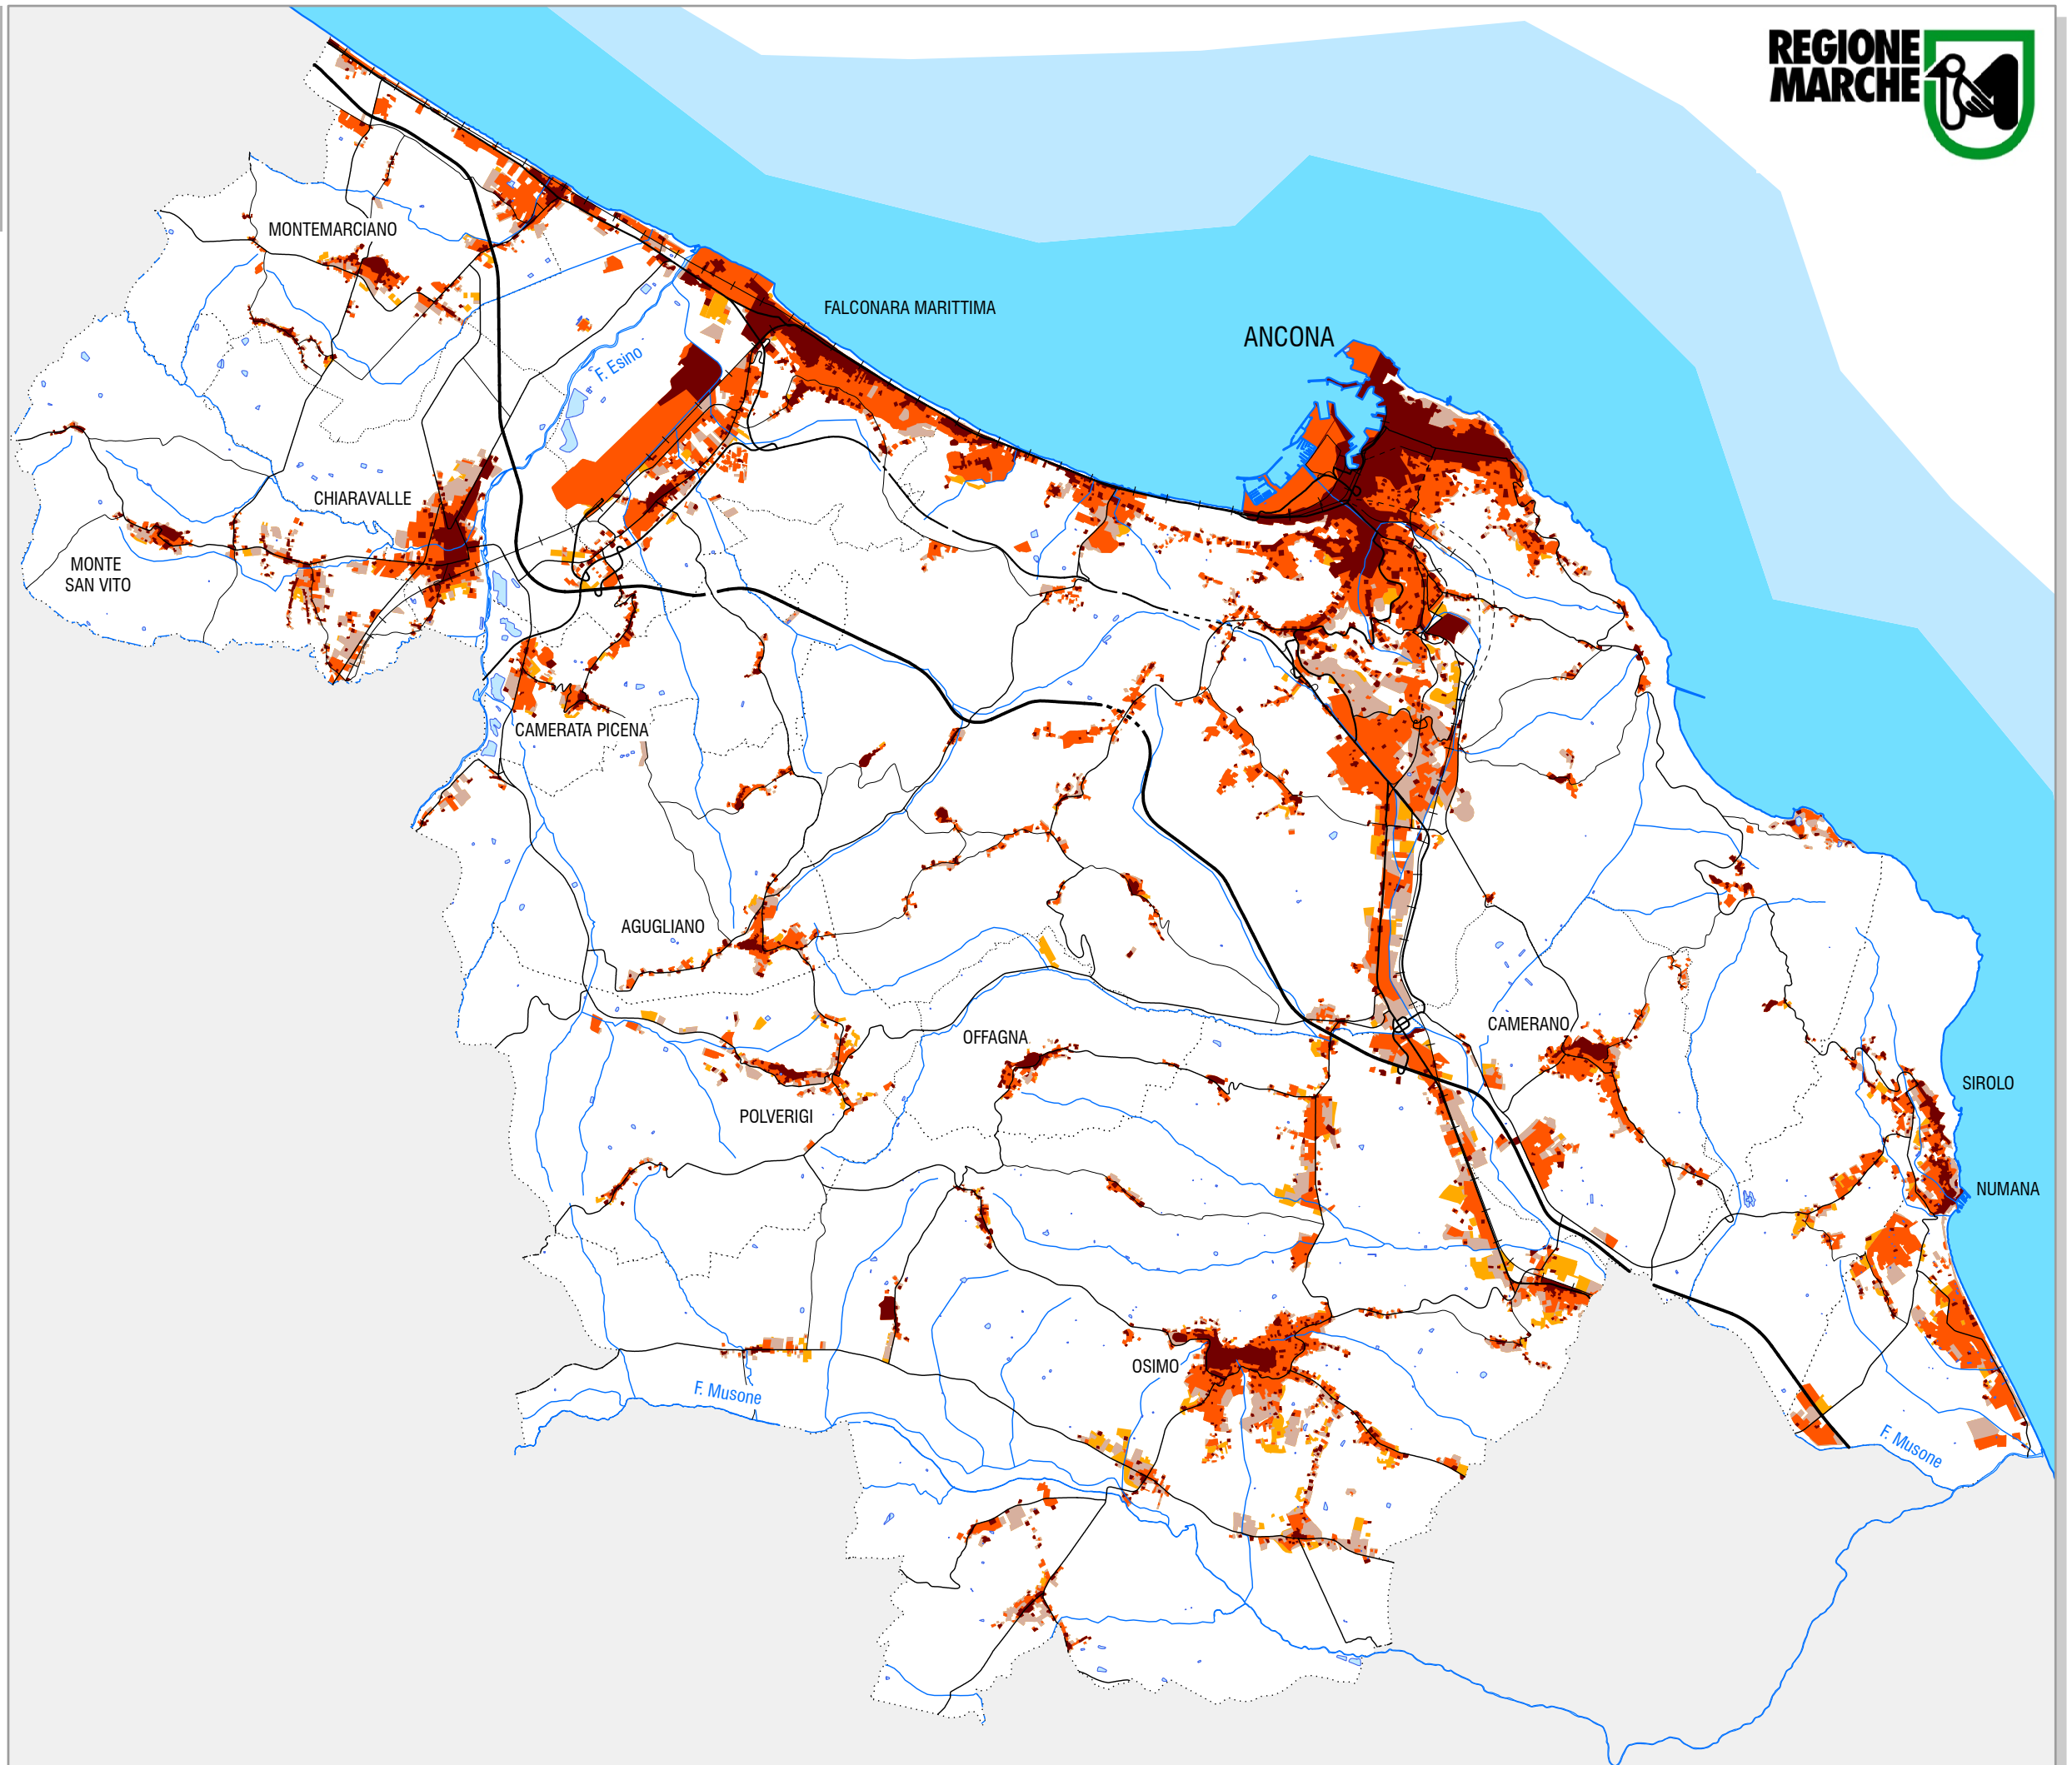 REGIONE
MARCHE
MONTEMARCIANO
FALCONARA MARITTIMA
ANCONA
F. Esino
CHIARAVALLE
MONTE
SAN VITO
CAMERATA PICENA
AGUGLIANO
OFFAGNA
CAMERANO
SIROLO
POLVERIGI
NUMANA
OSIMO
F. Musone
F. Musone